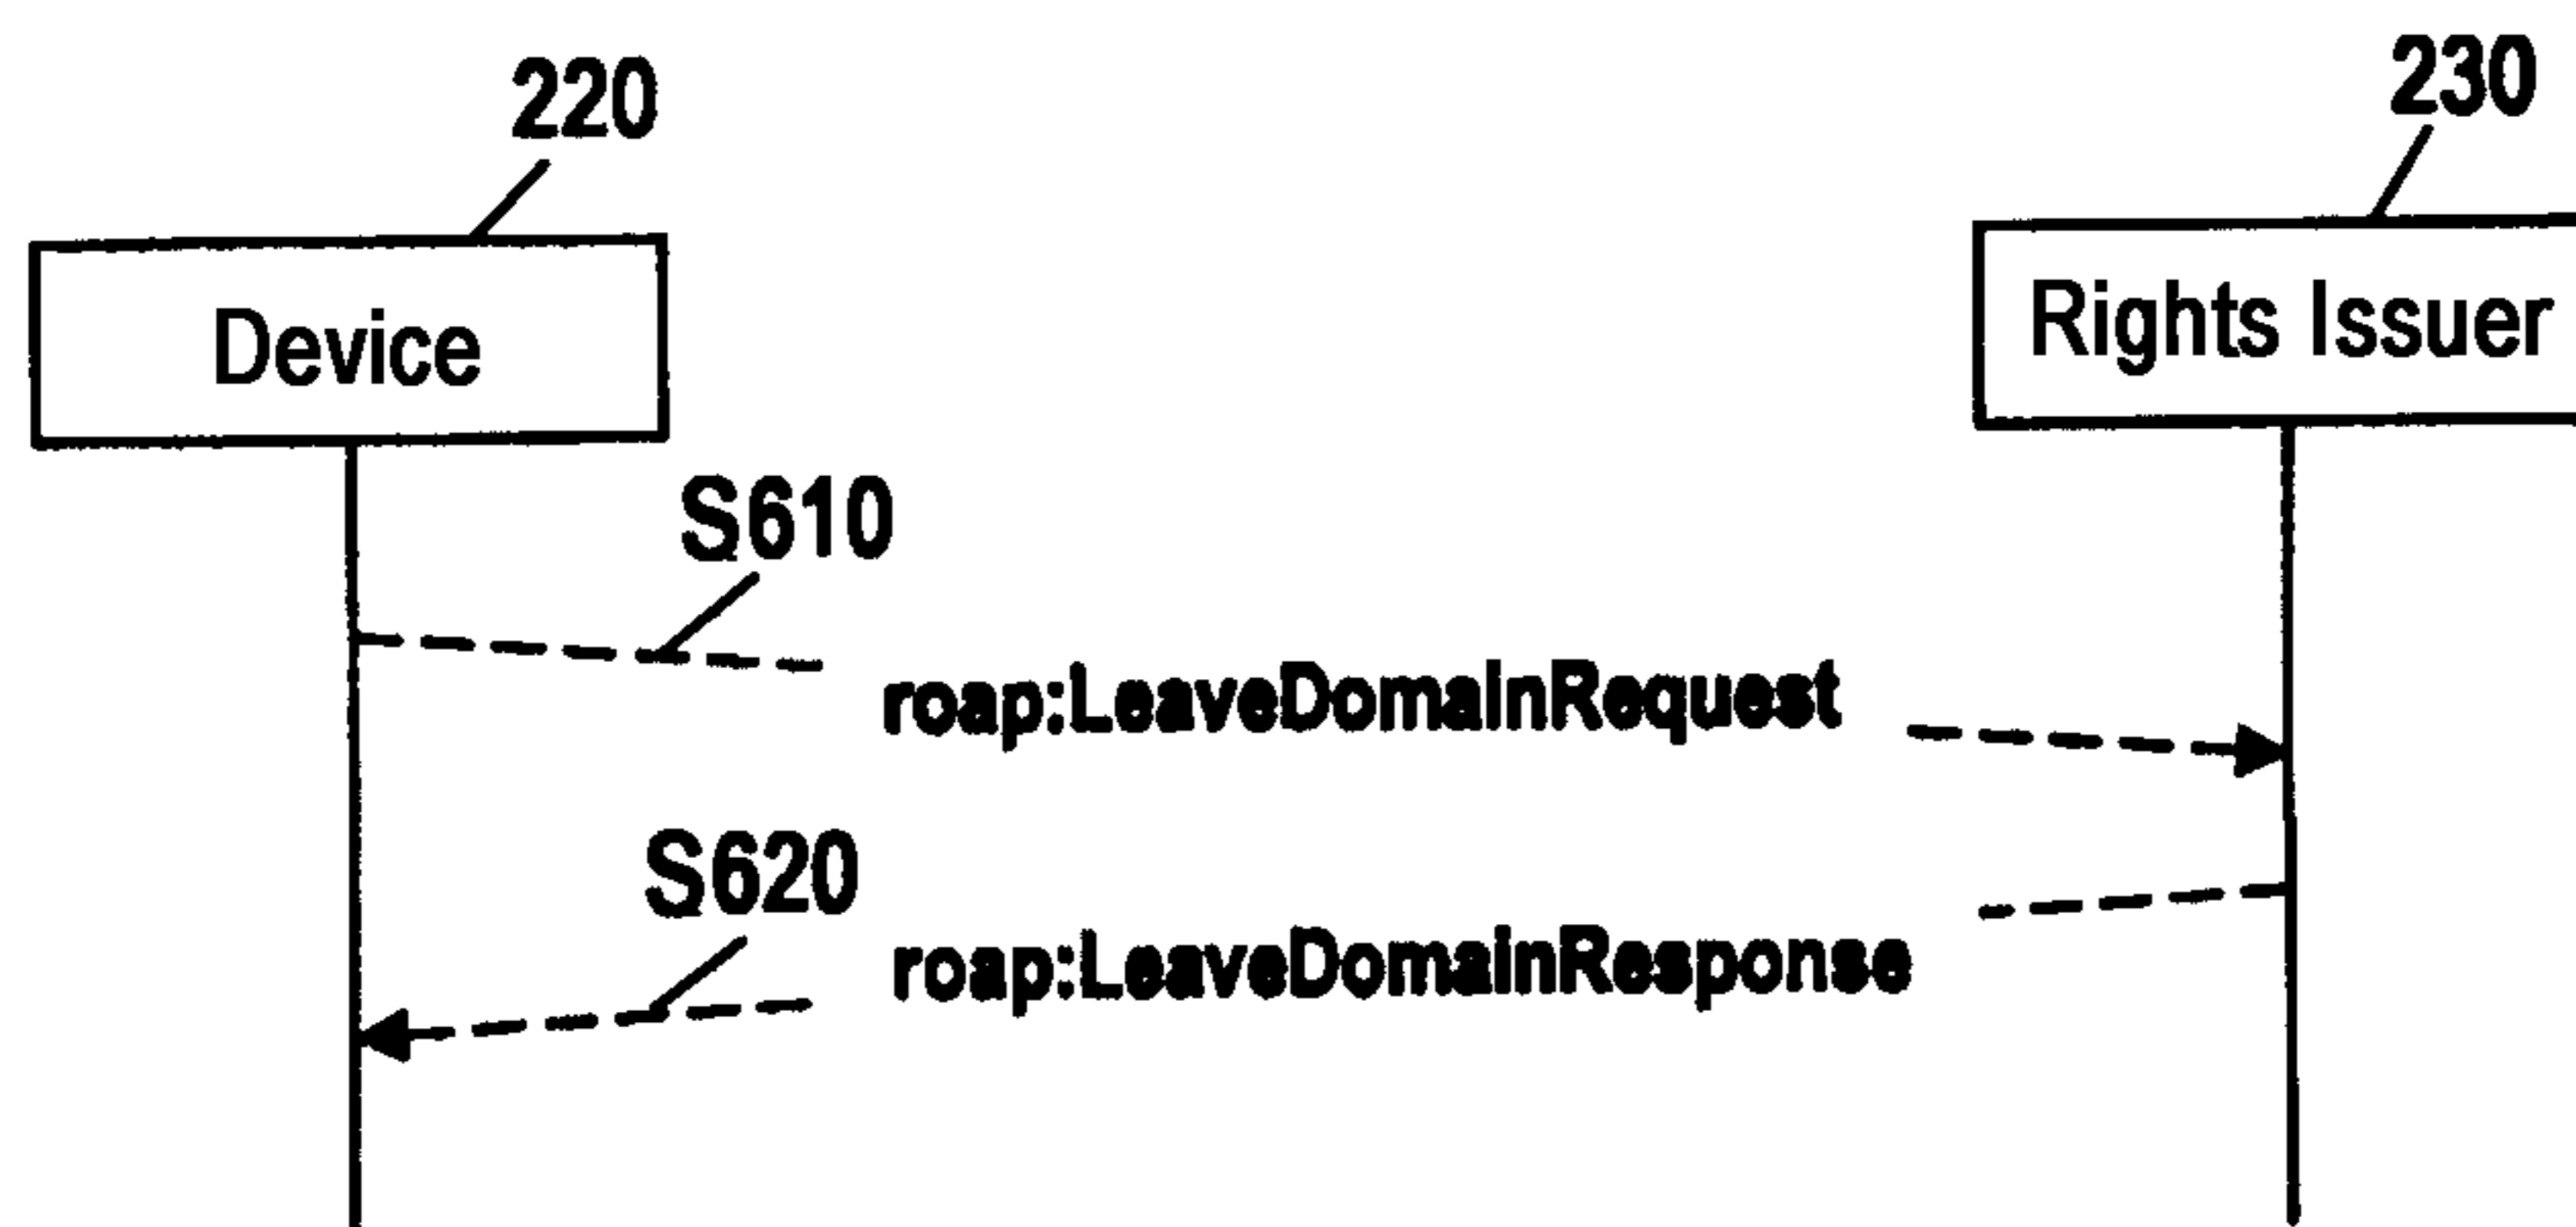 220
230
Device
Rights Issuer
S610
roap:LeaveDomainRequest
S620
roap:LeaveDomainResponse